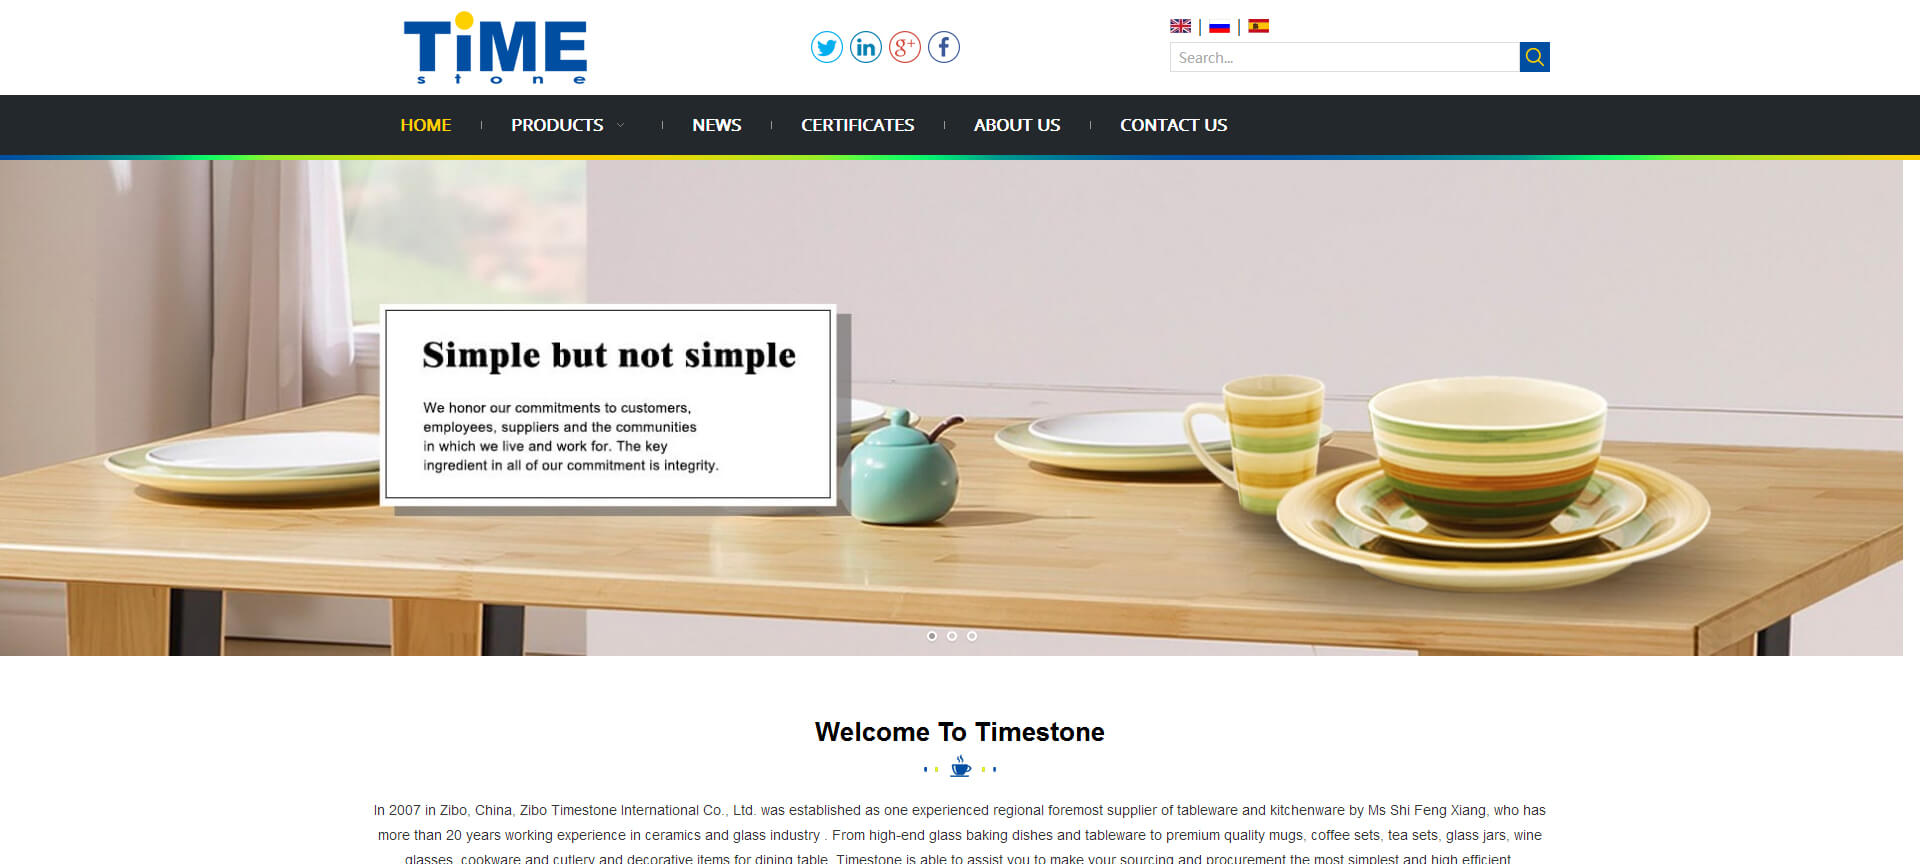 TiME
stone
Search...
HOME
PRODUCTS
NEWS
CERTIFICATES
ABOUT US
CONTACT US
Simple but not simple
We honor our commitments to customers,
employees, suppliers and the communities
in which we live and work for. The key
ingredient in all of our commitment is integrity.
Welcome To Timestone
In 2007 in Zibo, China, Zibo Timestone International Co., Ltd. was established as one experienced regional foremost supplier of tableware and kitchenware by Ms Shi Feng Xiang, who has
more than 20 years working experience in ceramics and glass industry . From high-end glass baking dishes and tableware to premium quality mugs, coffee sets, tea sets, glass jars, wine
glasses, cookware and cutlery and decorative items for dining table, Timestone is able to assist you to make your sourcing and procurement the most simplest and high efficient